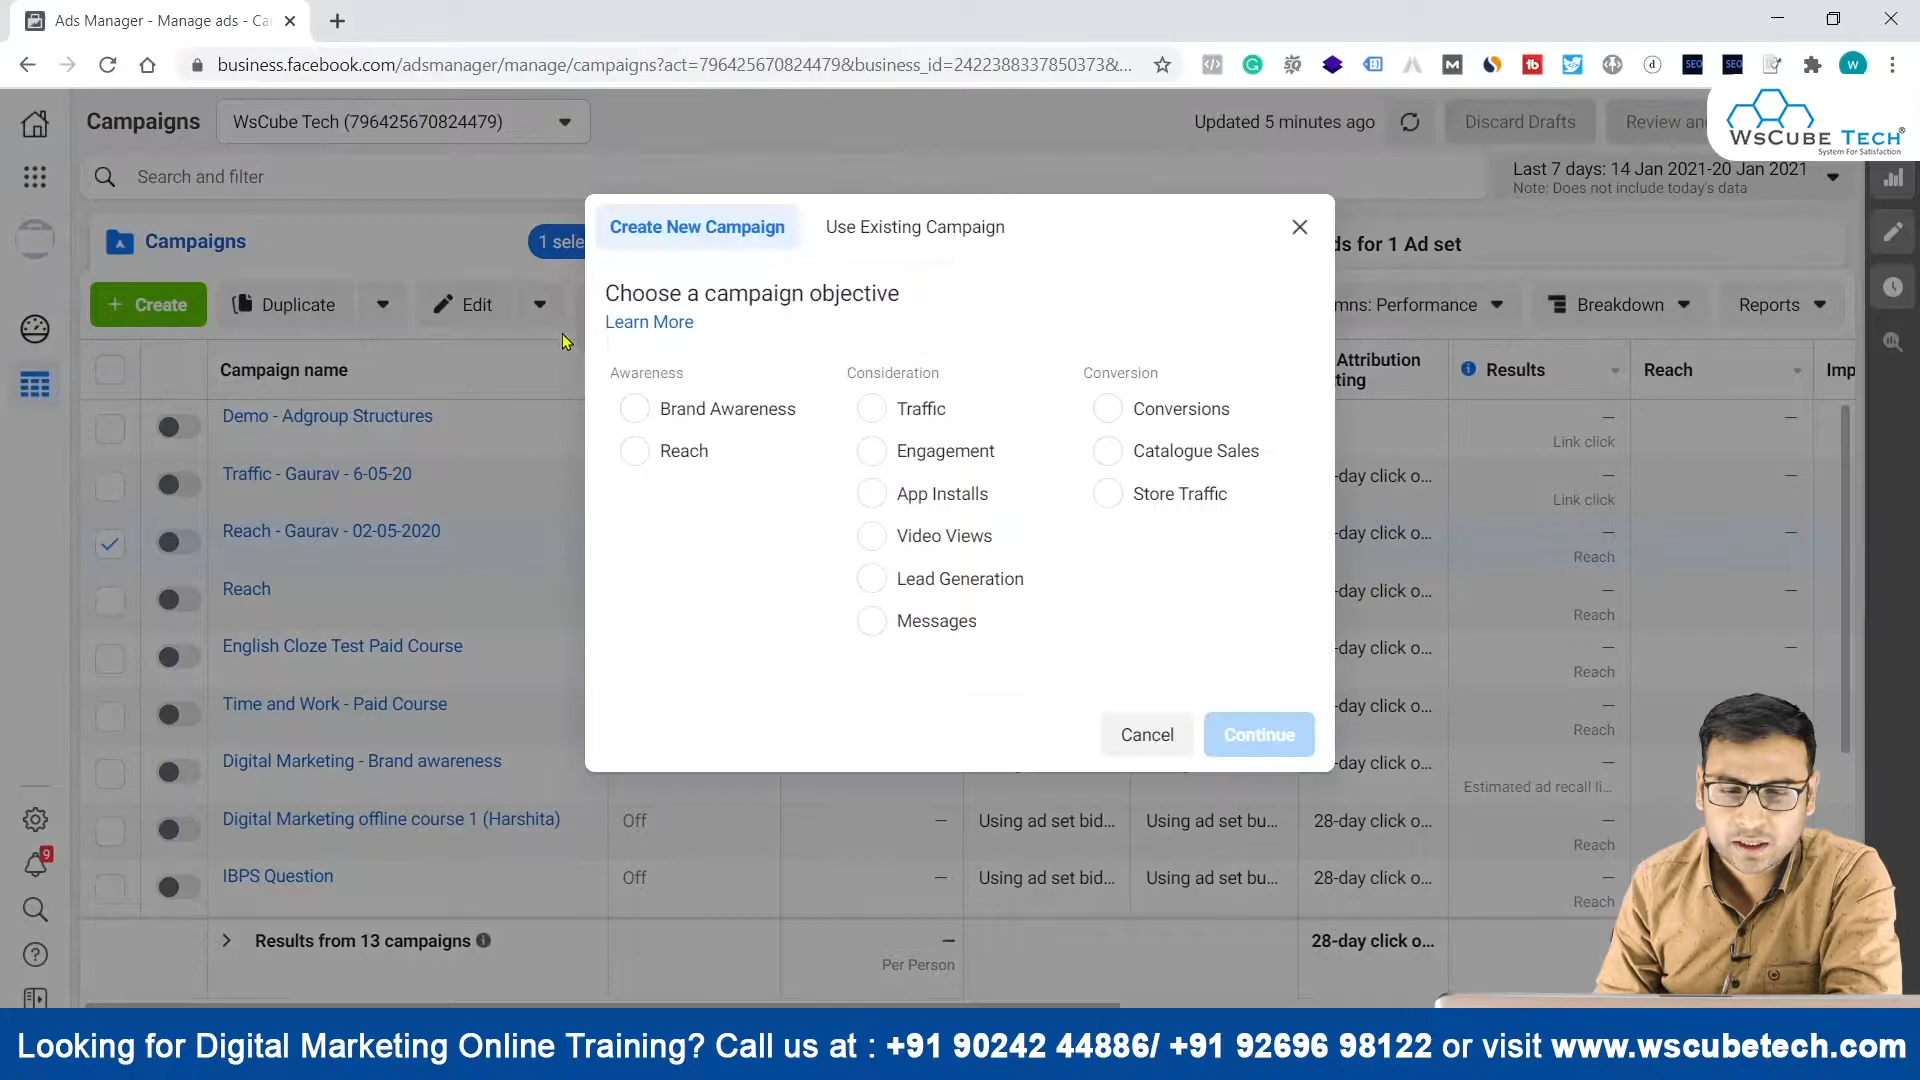 Ads Manager - Manage ads - Ca
business.facebook.com/adsmanager/manage/campaigns?act=796425670824479&business_id=2422388337850373&...
Campaigns
WsCube Tech (796425670824479)
Updated 5 minutes ago
Discard Drafts
Review an
WsCube Tech®
System For Satisfaction
Search and filter
Last 7 days: 14 Jan 2021-20 Jan 2021
Note: Does not include today's data
Campaigns
1 sele
ds for 1 Ad set
+ Create
Duplicate
Edit
mns: Performance
Breakdown
Reports
Create New Campaign
Use Existing Campaign
Choose a campaign objective
Learn More
Awareness
Brand Awareness
Reach
Consideration
Traffic
Engagement
App Installs
Video Views
Lead Generation
Messages
Conversion
Conversions
Catalogue Sales
Store Traffic
Cancel
Continue
Campaign name
Attribution
ting
Results
Reach
Imp
Demo - Adgroup Structures
—
Link click
—
Traffic - Gaurav - 6-05-20
-day click o...
—
Link click
—
Reach - Gaurav - 02-05-2020
-day click o...
—
Reach
—
Reach
-day click o...
—
Reach
—
English Cloze Test Paid Course
-day click o...
—
Reach
—
Time and Work - Paid Course
-day click o...
—
Reach
Digital Marketing - Brand awareness
-day click o...
—
Estimated ad recall li...
Digital Marketing offline course 1 (Harshita)
Off
—
Using ad set bid...
Using ad set bu...
28-day click o...
—
Reach
IBPS Question
Off
—
Using ad set bid...
Using ad set bu...
28-day click o...
—
Reach
Results from 13 campaigns
—
Per Person
28-day click o...
9
Looking for Digital Marketing Online Training? Call us at : +91 90242 44886/ +91 92696 98122 or visit www.wscubetech.com